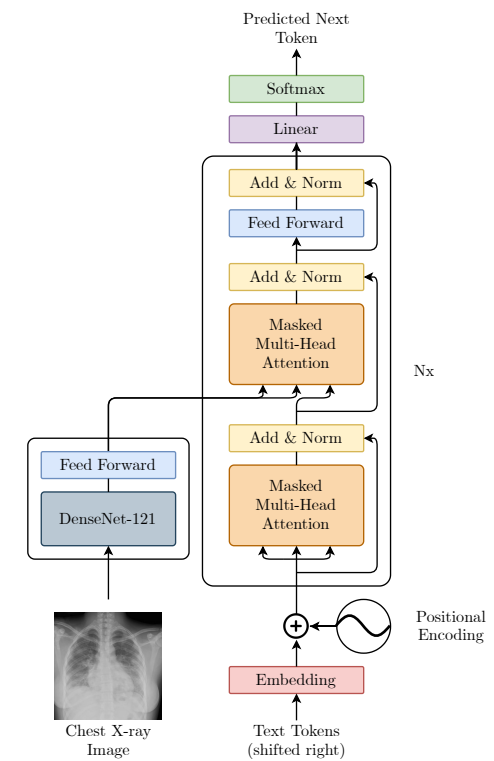 Predicted Next
Token
Softmax
Linear
Add & Norm
Feed Forward
Add & Norm
Masked
Multi-Head
Attention
Nx
Add & Norm
Feed Forward
Masked
Multi-Head
Attention
DenseNet-121
Positional
Encoding
Embedding
Chest X-ray
Image
Text Tokens
(shifted right)